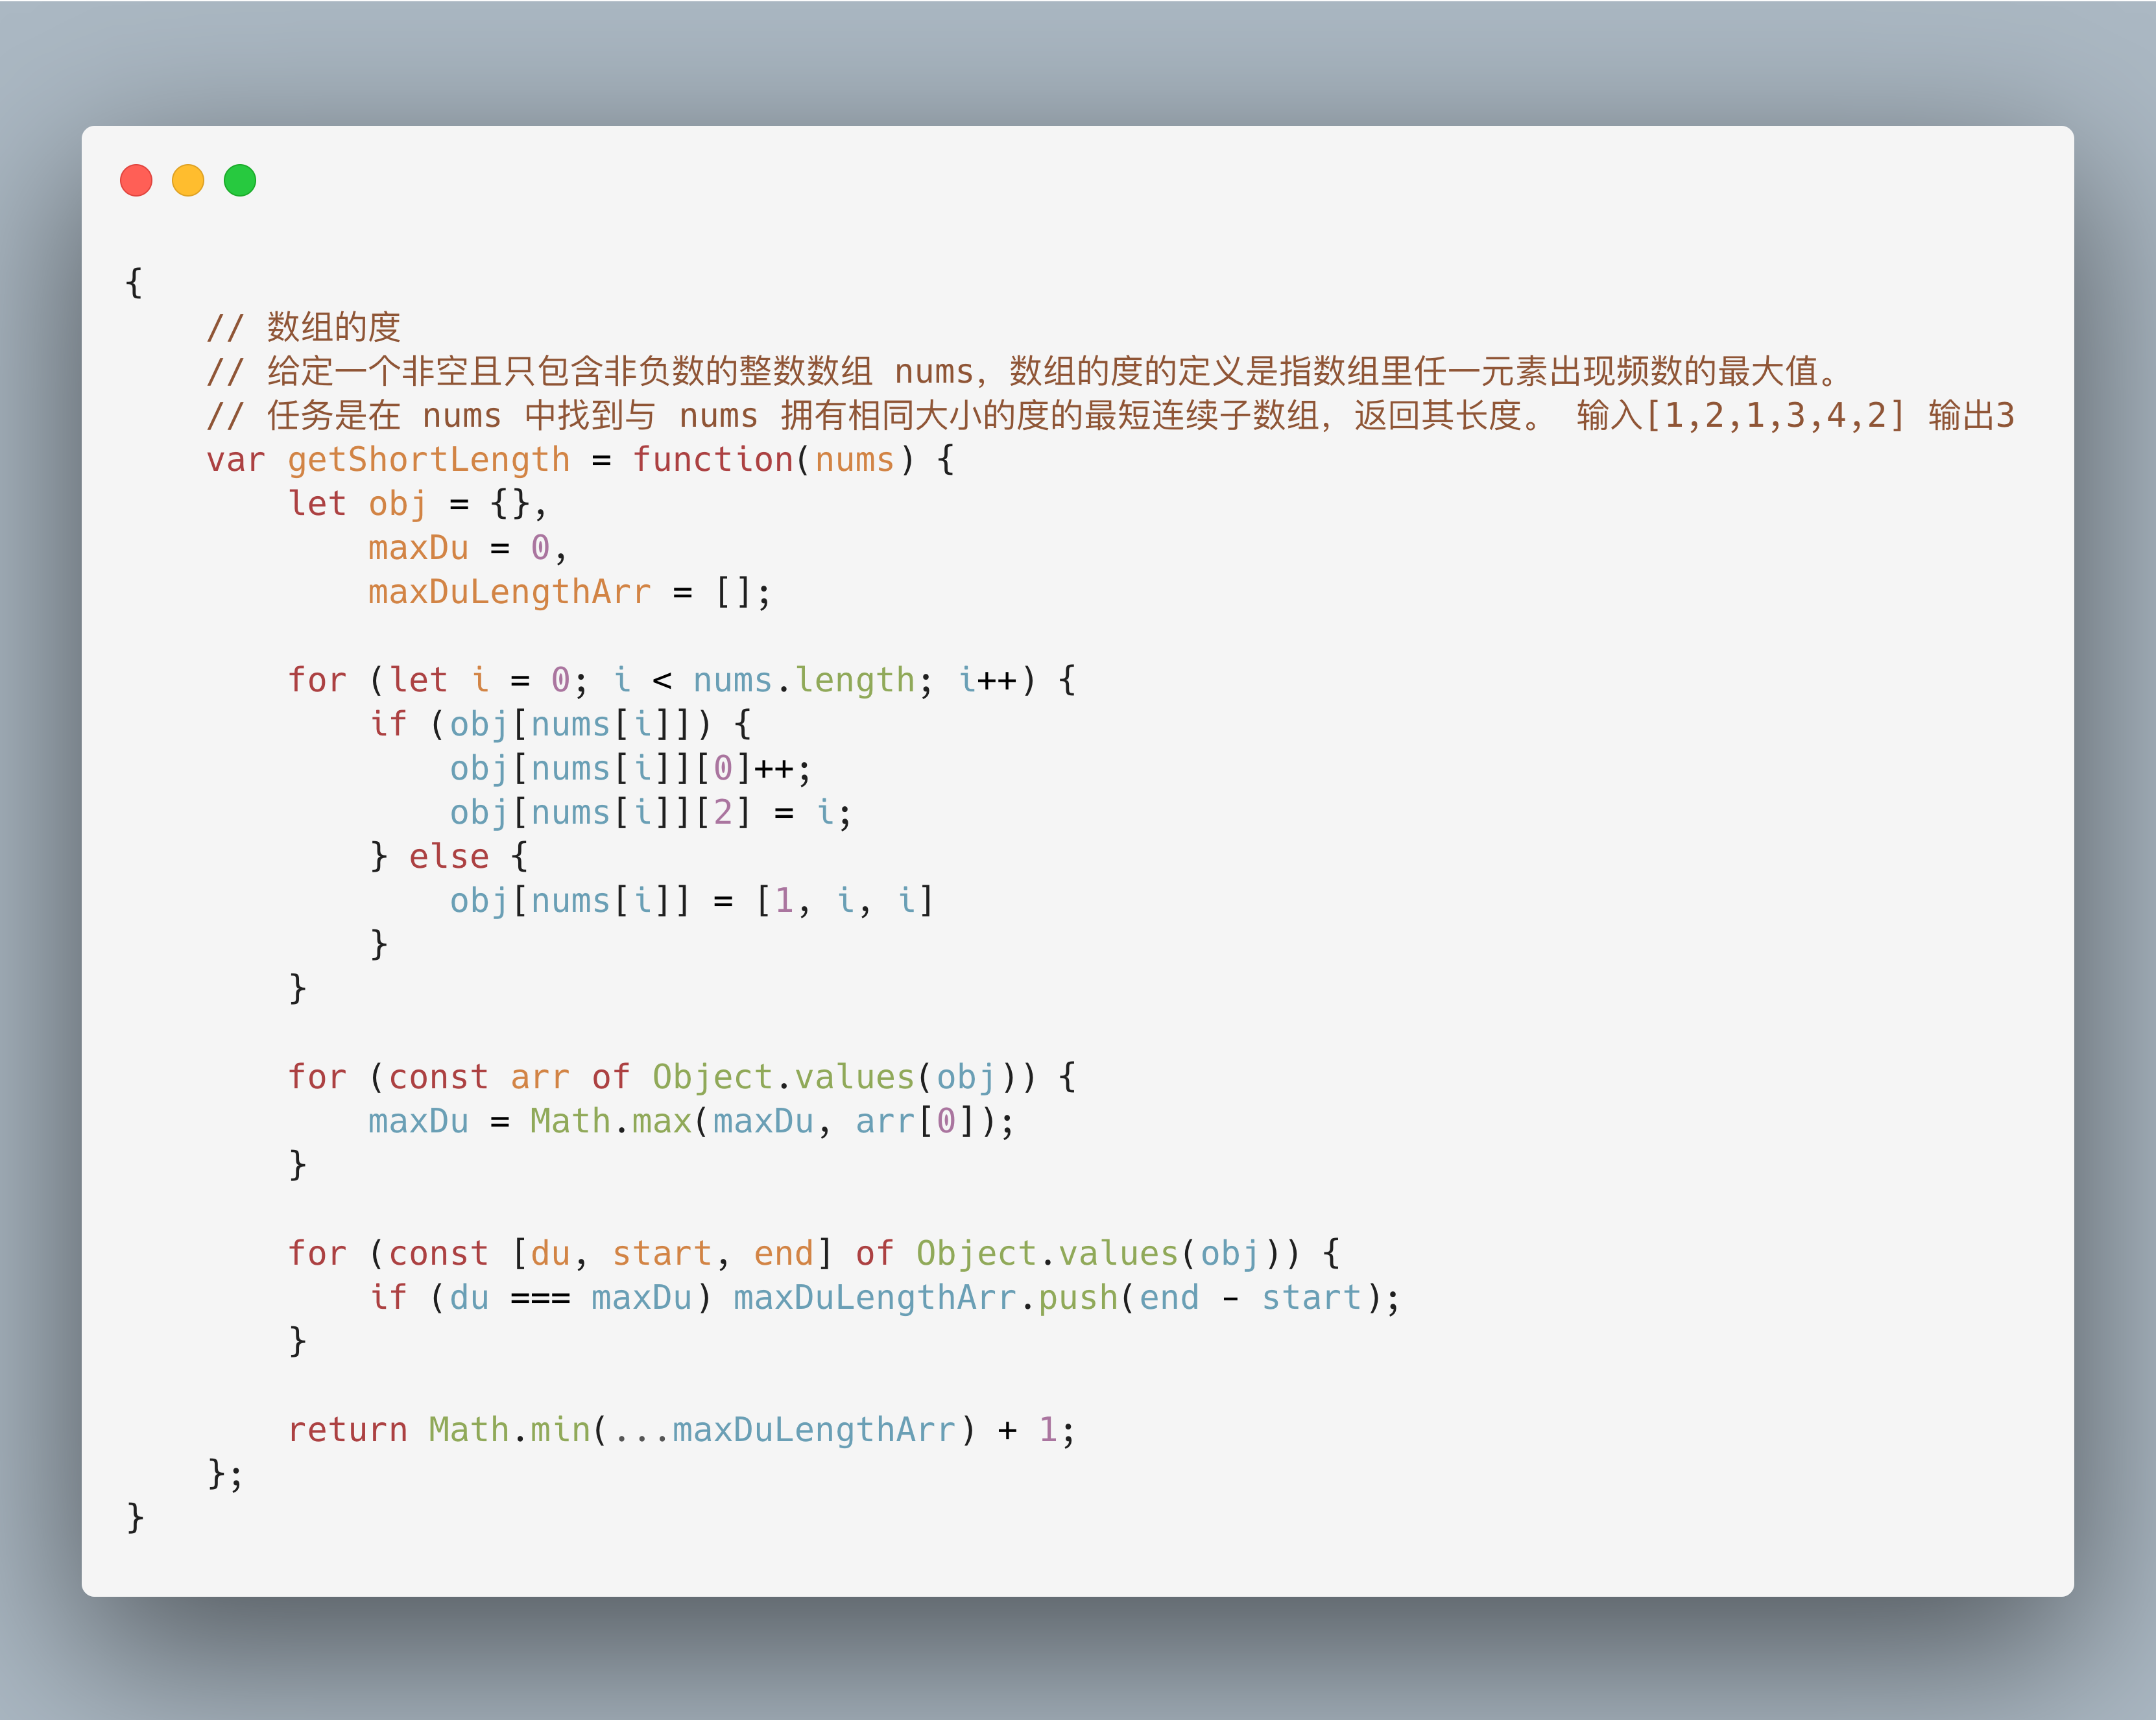 {
    // 数组的度
    // 给定一个非空且只包含非负数的整数数组 nums，数组的度的定义是指数组里任一元素出现频数的最大值。
    // 任务是在 nums 中找到与 nums 拥有相同大小的度的最短连续子数组，返回其长度。 输入[1,2,1,3,4,2] 输出3
    var getShortLength = function(nums) {
        let obj = {},
            maxDu = 0,
            maxDuLengthArr = [];

        for (let i = 0; i < nums.length; i++) {
            if (obj[nums[i]]) {
                obj[nums[i]][0]++;
                obj[nums[i]][2] = i;
            } else {
                obj[nums[i]] = [1, i, i]
            }
        }

        for (const arr of Object.values(obj)) {
            maxDu = Math.max(maxDu, arr[0]);
        }

        for (const [du, start, end] of Object.values(obj)) {
            if (du === maxDu) maxDuLengthArr.push(end - start);
        }

        return Math.min(...maxDuLengthArr) + 1;
    };
}